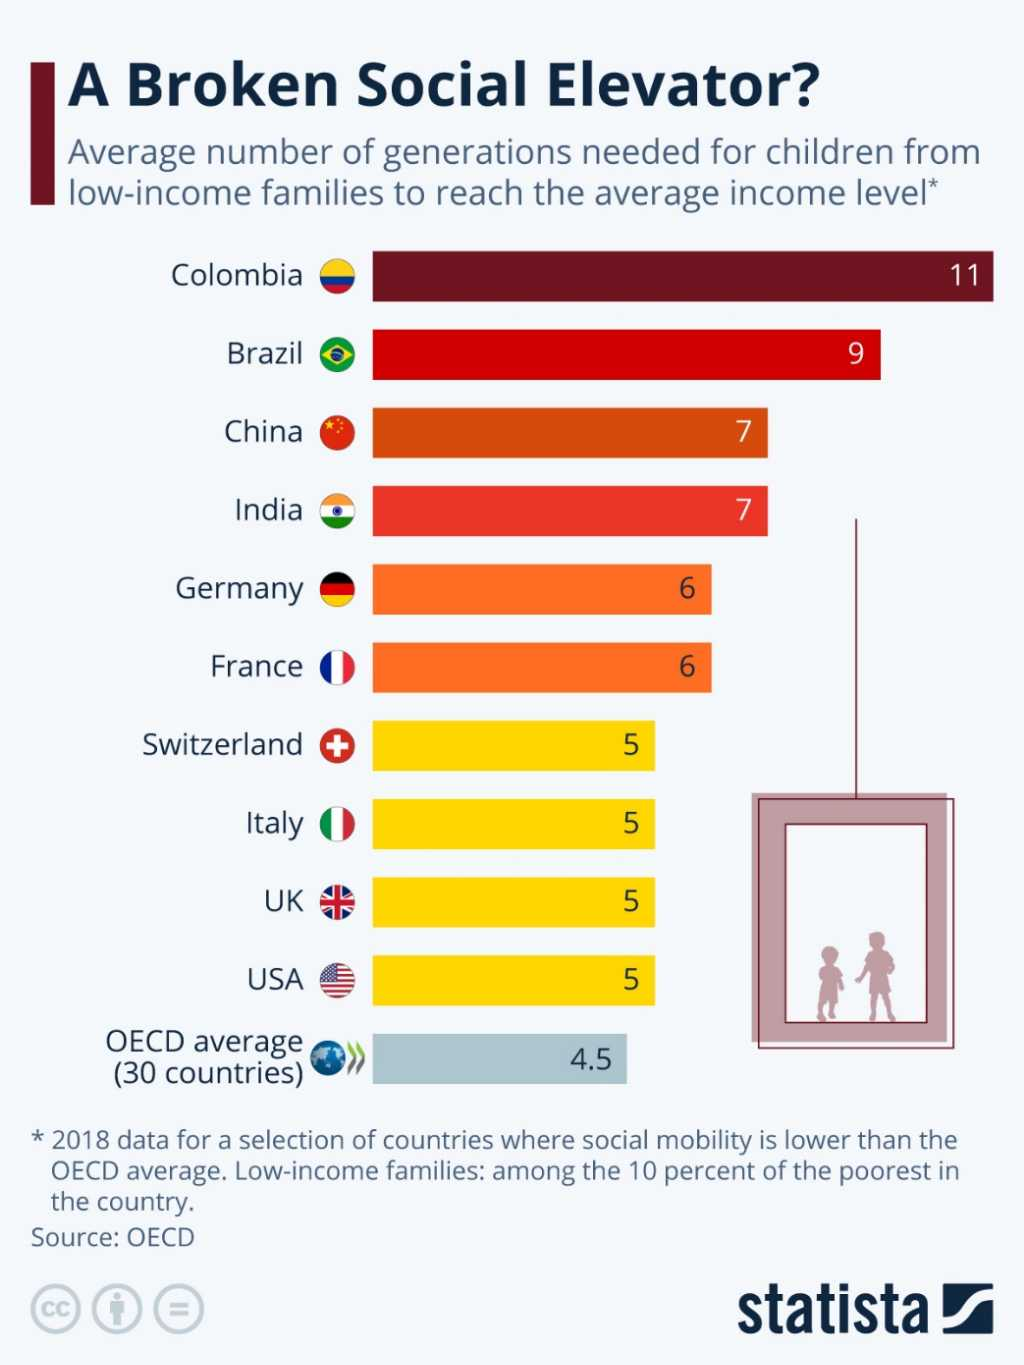 A Broken Social Elevator?
Average number of generations needed for children from
low-income families to reach the average income level*
Colombia 11
Brazil 9
China 7
India 7
Germany 6
France 6
Switzerland 5
Italy 5
UK 5
USA 5
OECD average
(30 countries) 4.5
* 2018 data for a selection of countries where social mobility is lower than the
OECD average. Low-income families: among the 10 percent of the poorest in
the country.
Source: OECD
cc
statista